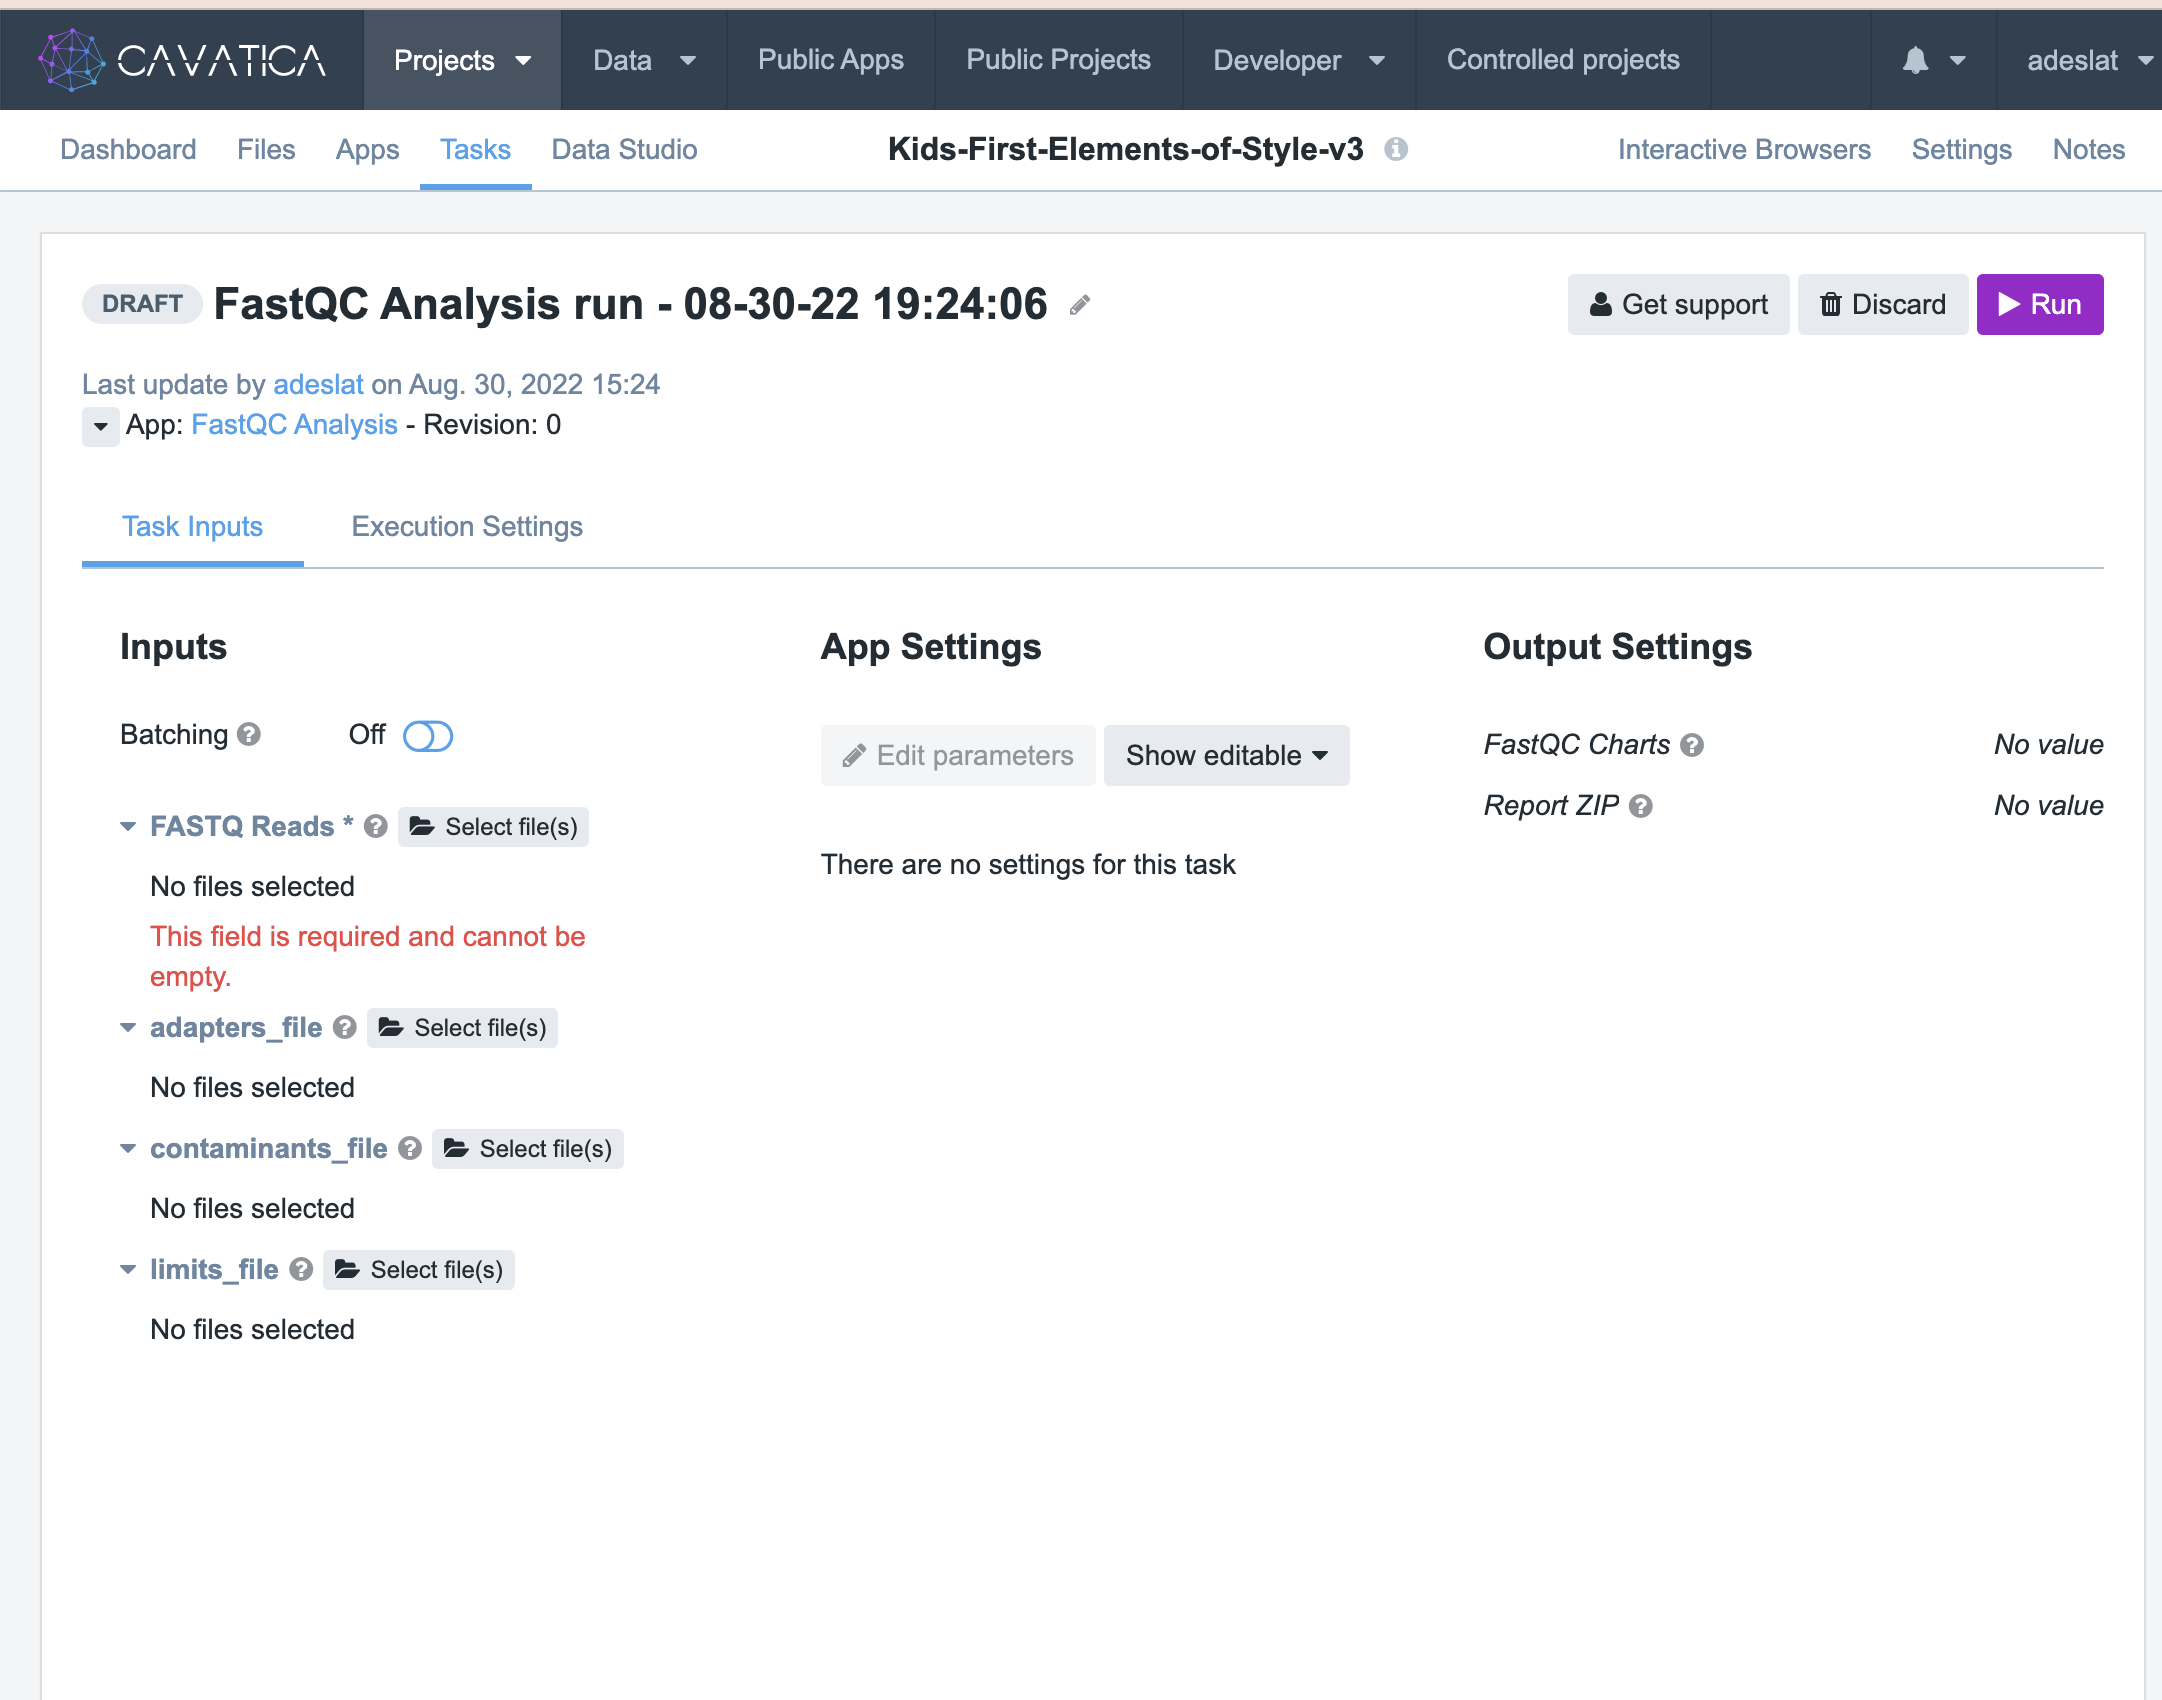 CAVATICA Projects Data Public Apps Public Projects Developer Controlled projects adeslat
Dashboard Files Apps Tasks Data Studio Kids-First-Elements-of-Style-v3 Interactive Browsers Settings Notes
DRAFT FastQC Analysis run - 08-30-22 19:24:06 Get support Discard Run
Last update by adeslat on Aug. 30, 2022 15:24
App: FastQC Analysis - Revision: 0
Task Inputs Execution Settings
Inputs
Batching Off
FASTQ Reads * Select file(s)
No files selected
This field is required and cannot be
empty.
adapters_file Select file(s)
No files selected
contaminants_file Select file(s)
No files selected
limits_file Select file(s)
No files selected
App Settings
Edit parameters Show editable
There are no settings for this task
Output Settings
FastQC Charts No value
Report ZIP No value